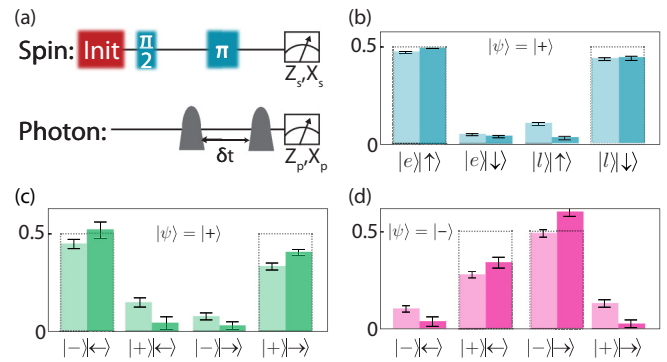 (a)
Spin: Init π/2 π
Z_s,X_s
Photon: δt
Z_p,X_p
(b)
|ψ⟩ = |+⟩
0.5
0
|e⟩|↑⟩ |e⟩|↓⟩ |l⟩|↑⟩ |l⟩|↓⟩
(c)
|ψ⟩ = |+⟩
0.5
0
|−⟩|←⟩ |+⟩|←⟩ |−⟩|→⟩ |+⟩|→⟩
(d)
|ψ⟩ = |−⟩
0.5
0
|−⟩|←⟩ |+⟩|←⟩ |−⟩|→⟩ |+⟩|→⟩